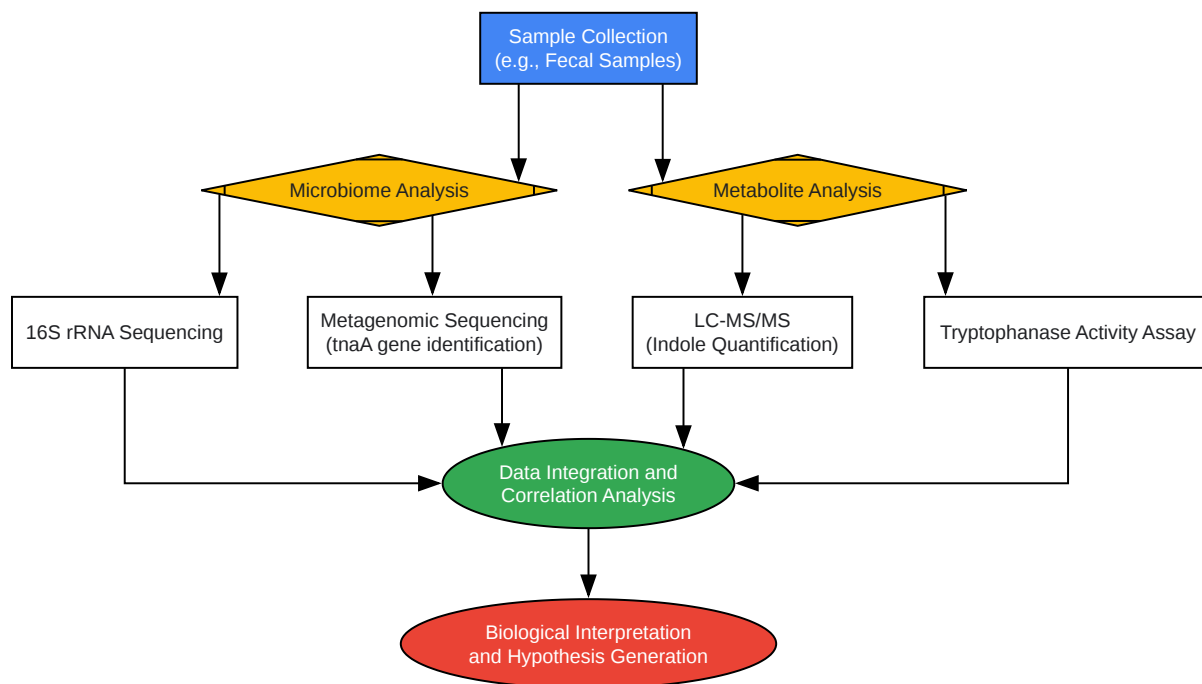 Sample Collection
(e.g., Fecal Samples)
Microbiome Analysis
Metabolite Analysis
16S rRNA Sequencing
Metagenomic Sequencing
(tnaA gene identification)
LC-MS/MS
(Indole Quantification)
Tryptophanase Activity Assay
Data Integration and
Correlation Analysis
Biological Interpretation
and Hypothesis Generation